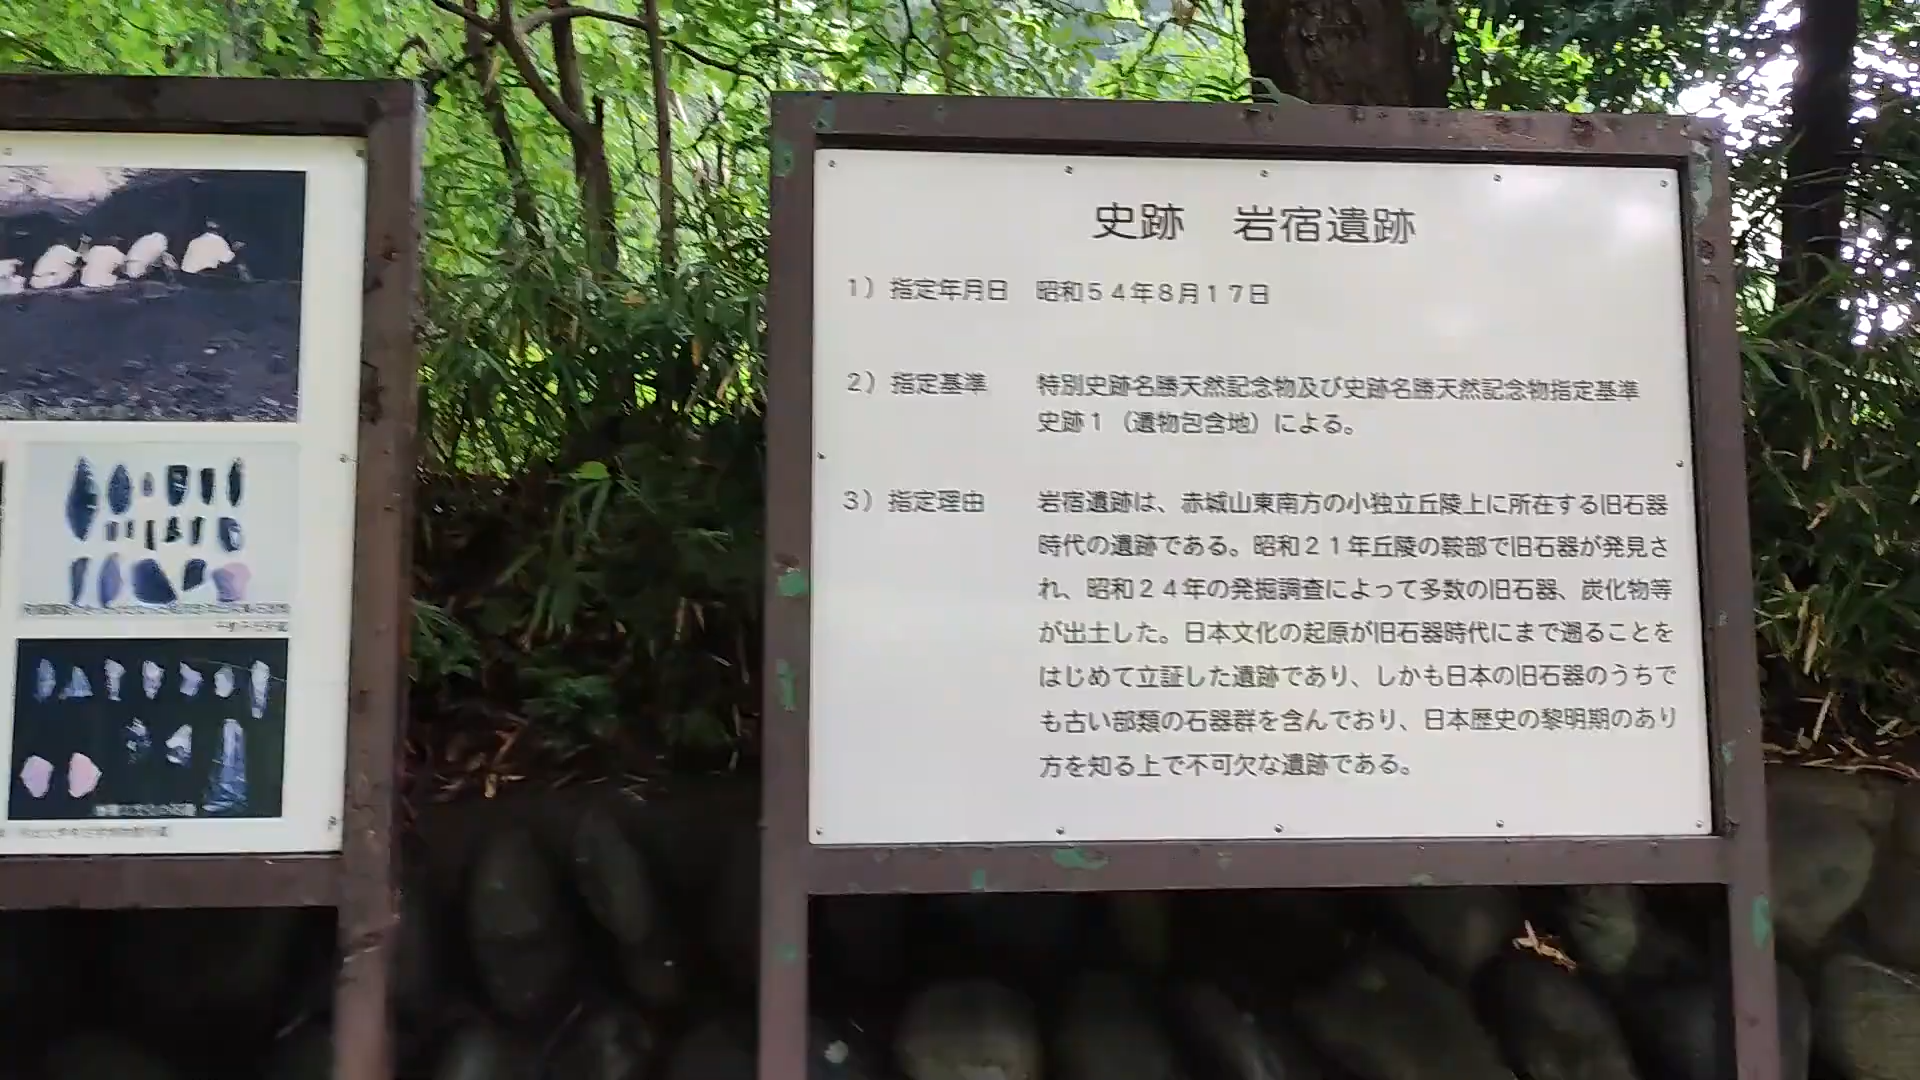 史跡　岩宿遺跡
1）指定年月日　昭和５４年８月１７日
2）指定基準　特別史跡名勝天然記念物及び史跡名勝天然記念物指定基準
史跡１（遺物包含地）による。
3）指定理由　岩宿遺跡は、赤城山東南方の小独立丘陵上に所在する旧石器
時代の遺跡である。昭和２１年丘陵の鞍部で旧石器が発見さ
れ、昭和２４年の発掘調査によって多数の旧石器、炭化物等
が出土した。日本文化の起原が旧石器時代にまで遡ることを
はじめて立証した遺跡であり、しかも日本の旧石器のうちで
も古い部類の石器群を含んでおり、日本歴史の黎明期のあり
方を知る上で不可欠な遺跡である。